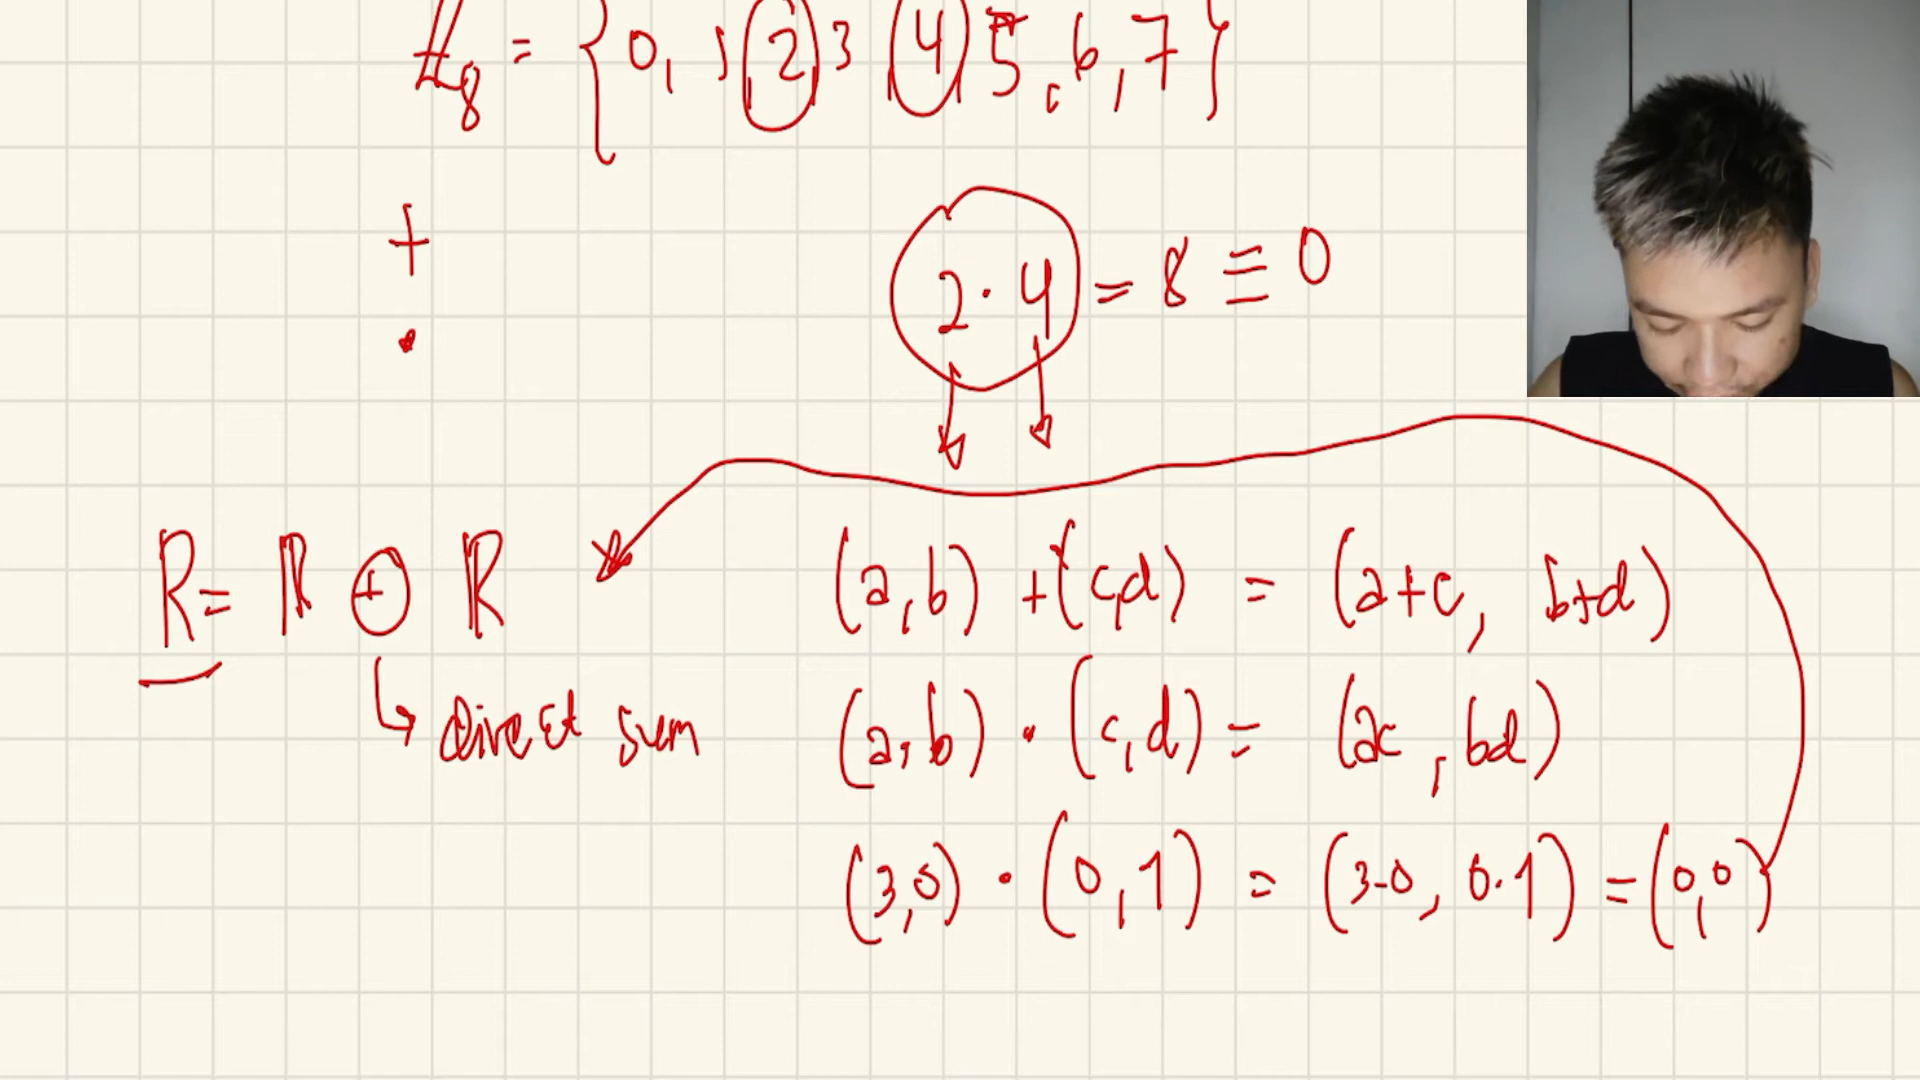 ℤ₈ = { 0, 1 2 3 4 5, 6, 7 }
+
2 · 4 = 8 ≡ 0
·
R = ℝ ⊕ ℝ
(a, b) + (c, d) = (a+c, b+d)
↳ direct sum
(a, b) · (c, d) = (ac, bd)
(3, 0) · (0, 1) = (3·0, 0·1) = (0, 0)